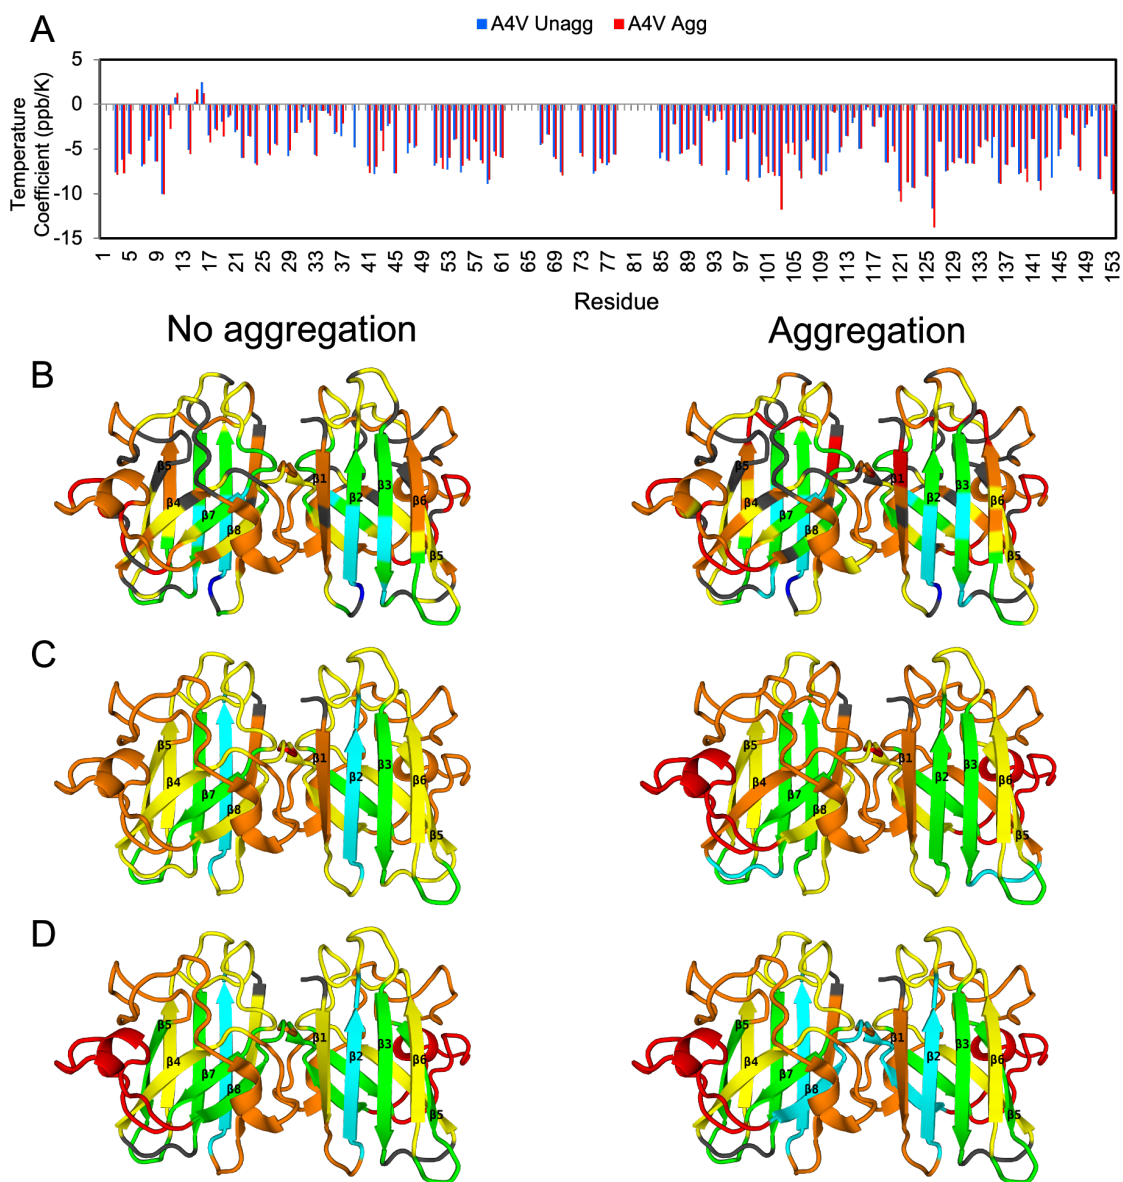 A
A4V Unagg A4V Agg
Temperature
Coefficient (ppb/K)
5
0
-5
-10
-15
1 5 9 13 17 21 25 29 33 37 41 45 49 53 57 61 65 69 73 77 81 85 89 93 97 101 105 109 113 117 121 125 129 133 137 141 145 149 153
Residue
No aggregation Aggregation
B
β5 β4 β7 β8 β1 β2 β3 β6 β5
β5 β4 β7 β8 β1 β2 β3 β6 β5
C
β5 β4 β7 β8 β1 β2 β3 β6 β5
β5 β4 β7 β8 β1 β2 β3 β6 β5
D
β5 β4 β7 β8 β1 β2 β3 β6 β5
β5 β4 β7 β8 β1 β2 β3 β6 β5